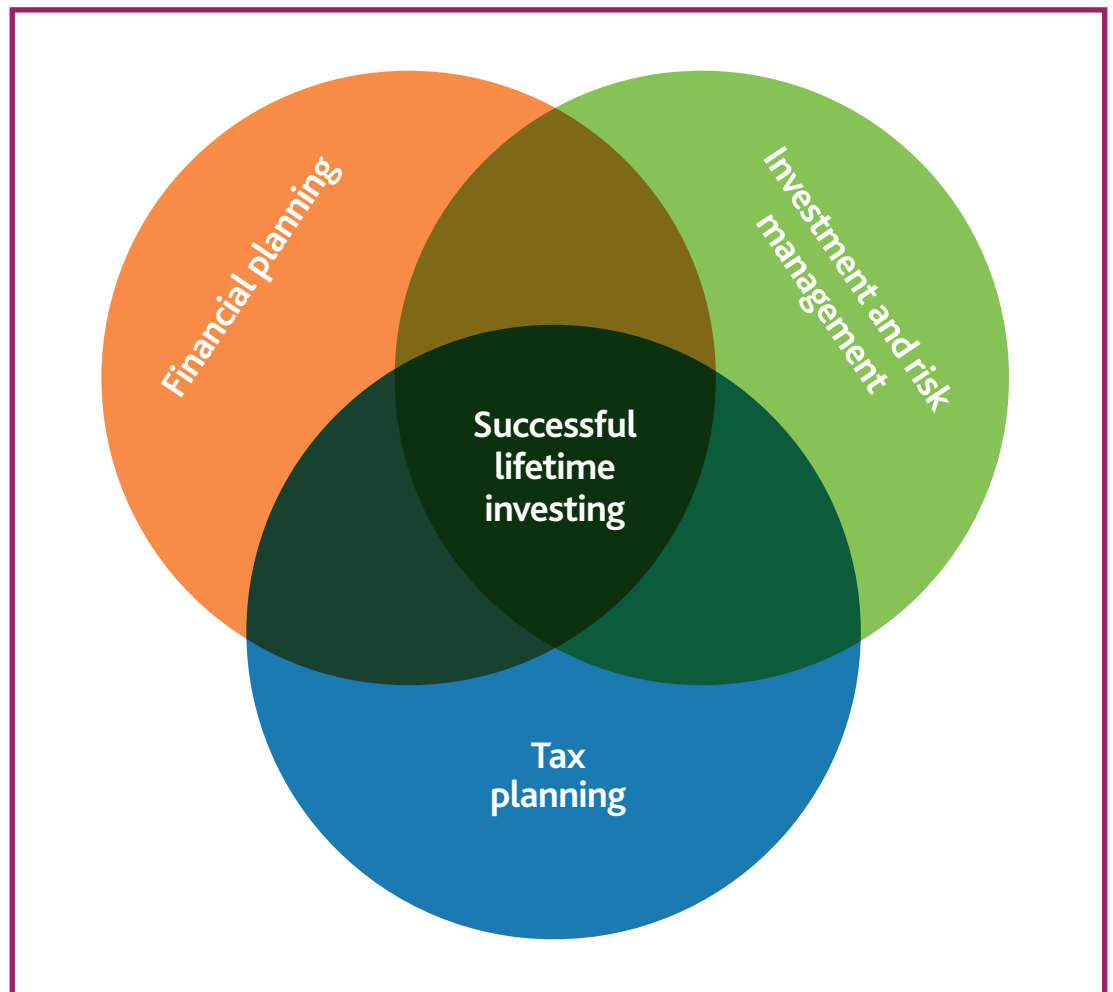 Financial planning
Investment and risk
management
Successful
lifetime
investing
Tax
planning